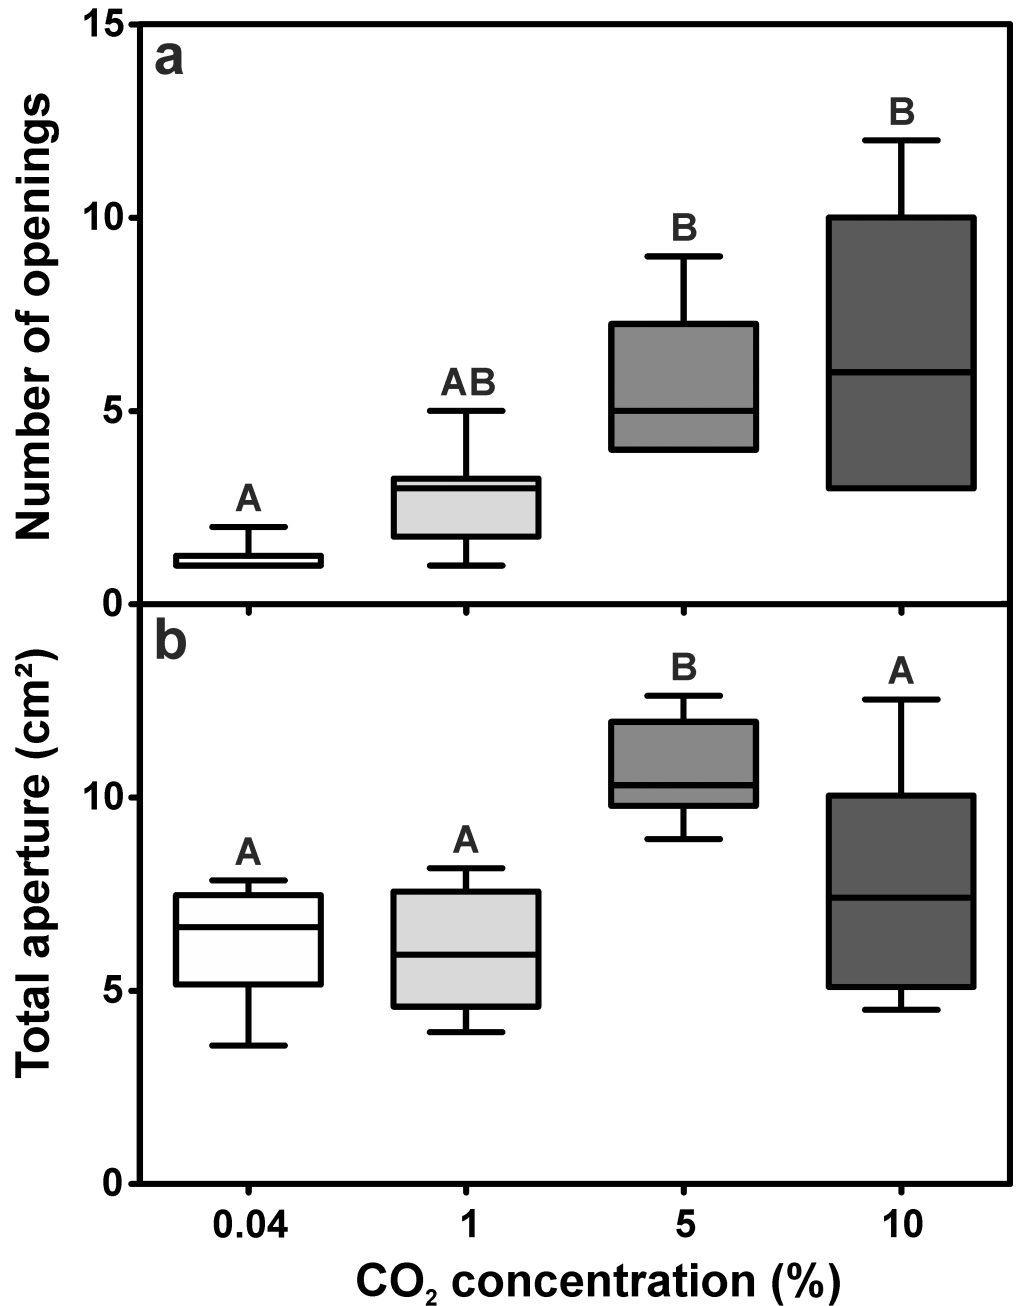 a
Number of openings
15
10
5
0
A
AB
B
B
b
Total aperture (cm²)
10
5
0
A
A
B
A
0.04
1
5
10
CO₂ concentration (%)